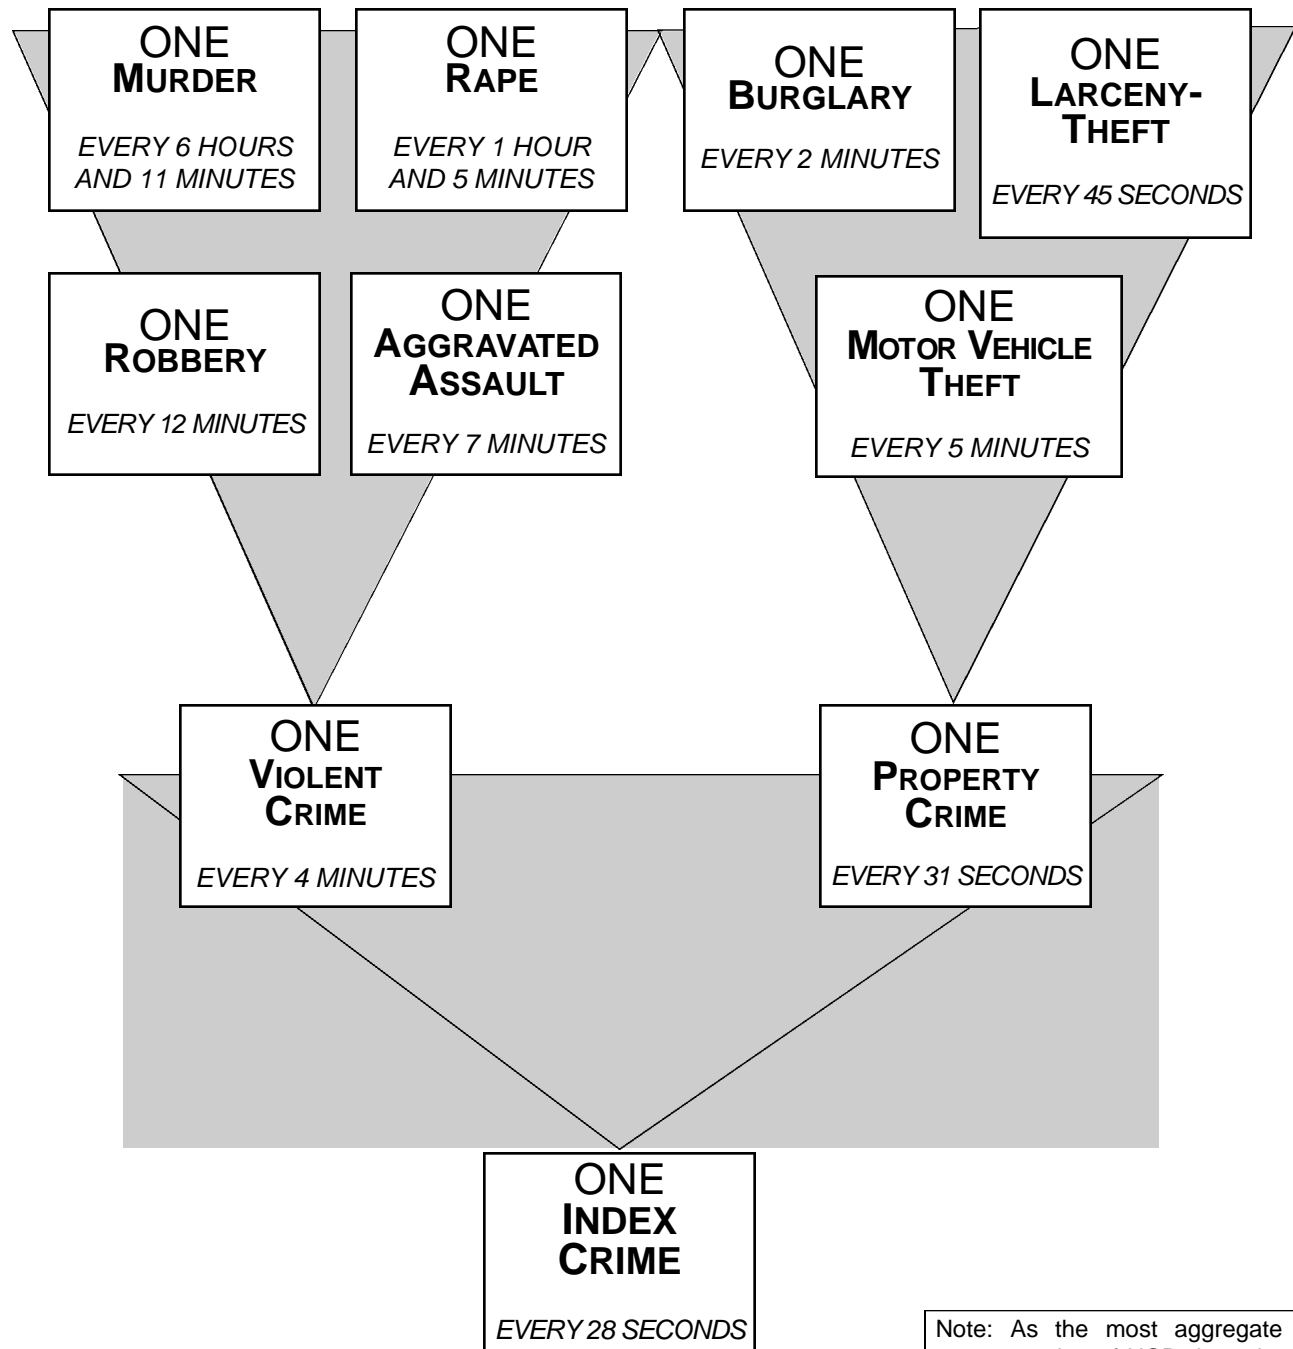 ONE
MURDER
EVERY 6 HOURS
AND 11 MINUTES
ONE
RAPE
EVERY 1 HOUR
AND 5 MINUTES
ONE
BURGLARY
EVERY 2 MINUTES
ONE
LARCENY-
THEFT
EVERY 45 SECONDS
ONE
ROBBERY
EVERY 12 MINUTES
ONE
AGGRAVATED
ASSAULT
EVERY 7 MINUTES
ONE
MOTOR VEHICLE
THEFT
EVERY 5 MINUTES
ONE
VIOLENT
CRIME
EVERY 4 MINUTES
ONE
PROPERTY
CRIME
EVERY 31 SECONDS
ONE
INDEX
CRIME
EVERY 28 SECONDS
Note: As the most aggregate